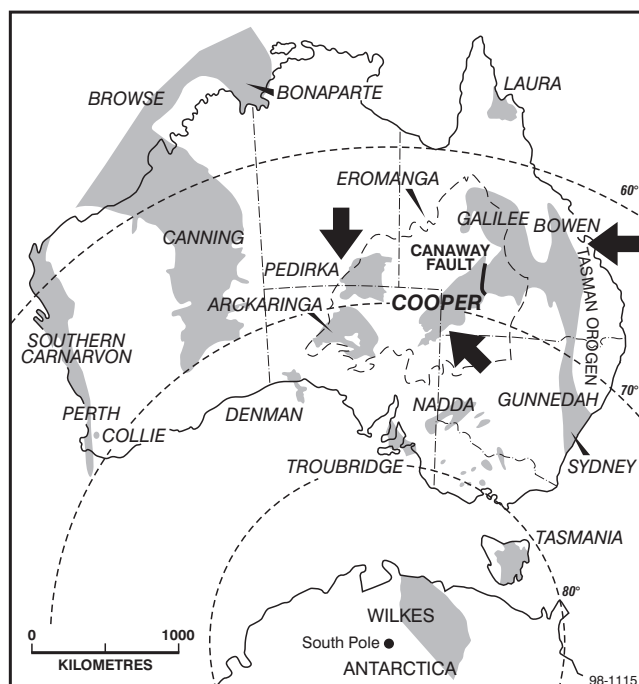 BROWSE
BONAPARTE
LAURA
60°
EROMANGA
GALILEE
BOWEN
CANNING
PEDIRKA
CANAWAY
FAULT
TASMAN OROGEN
ARCKARINGA
COOPER
SOUTHERN
CARNARVON
70°
PERTH
COLLIE
DENMAN
NADDA
GUNNEDAH
TROUBRIDGE
SYDNEY
TASMANIA
80°
WILKES
0 1000
KILOMETRES
South Pole
ANTARCTICA
98-1115